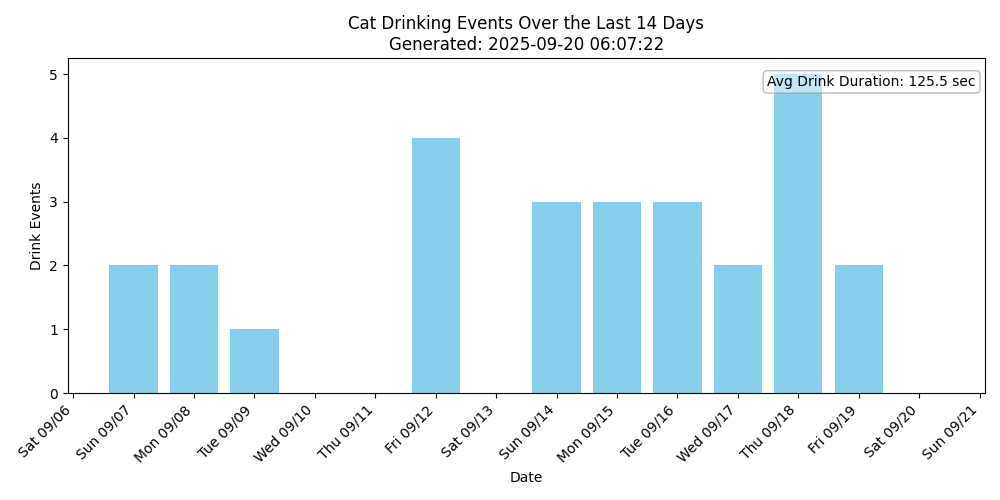 Cat Drinking Events Over the Last 14 Days
Generated: 2025-09-20 06:07:22
Avg Drink Duration: 125.5 sec
Drink Events
5
4
3
2
1
0
Sat 09/06
Sun 09/07
Mon 09/08
Tue 09/09
Wed 09/10
Thu 09/11
Fri 09/12
Sat 09/13
Sun 09/14
Mon 09/15
Tue 09/16
Wed 09/17
Thu 09/18
Fri 09/19
Sat 09/20
Sun 09/21
Date